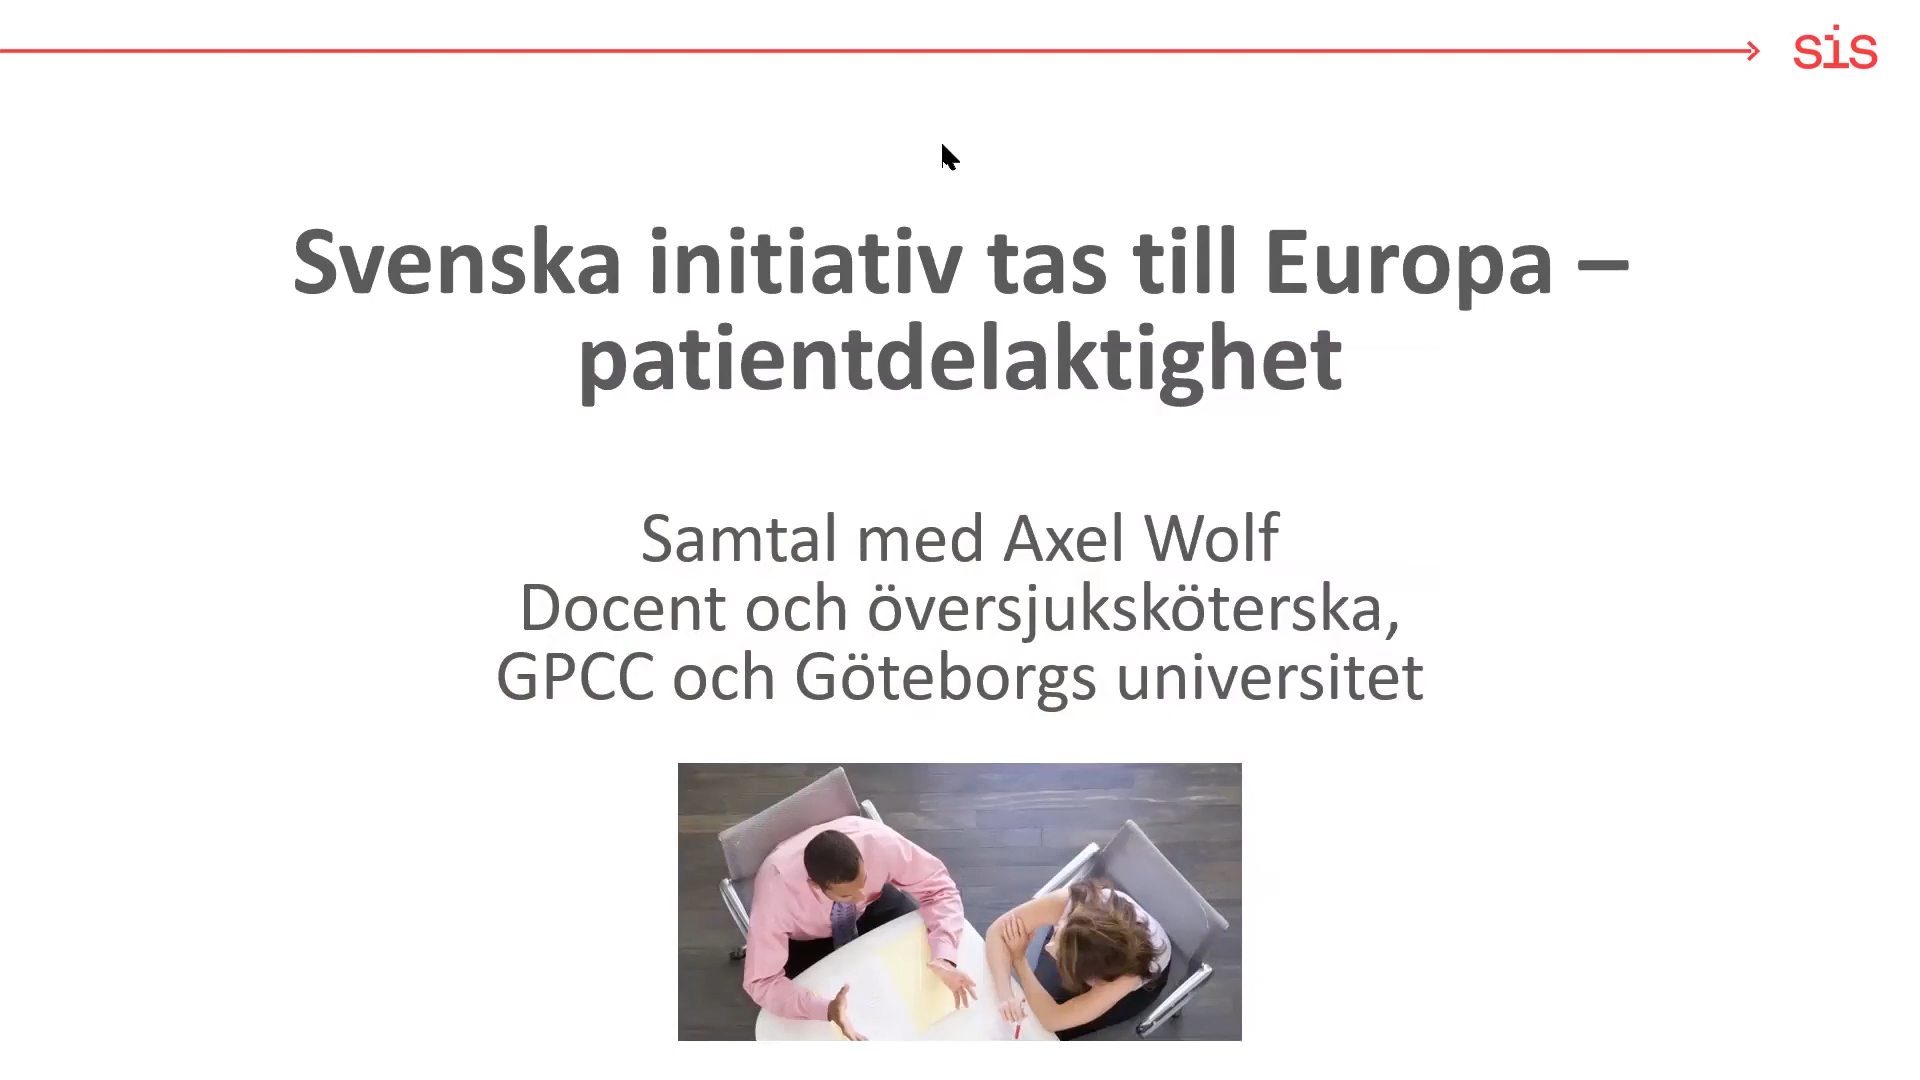 sis
Svenska initiativ tas till Europa –
patientdelaktighet
Samtal med Axel Wolf
Docent och översjuksköterska,
GPCC och Göteborgs universitet